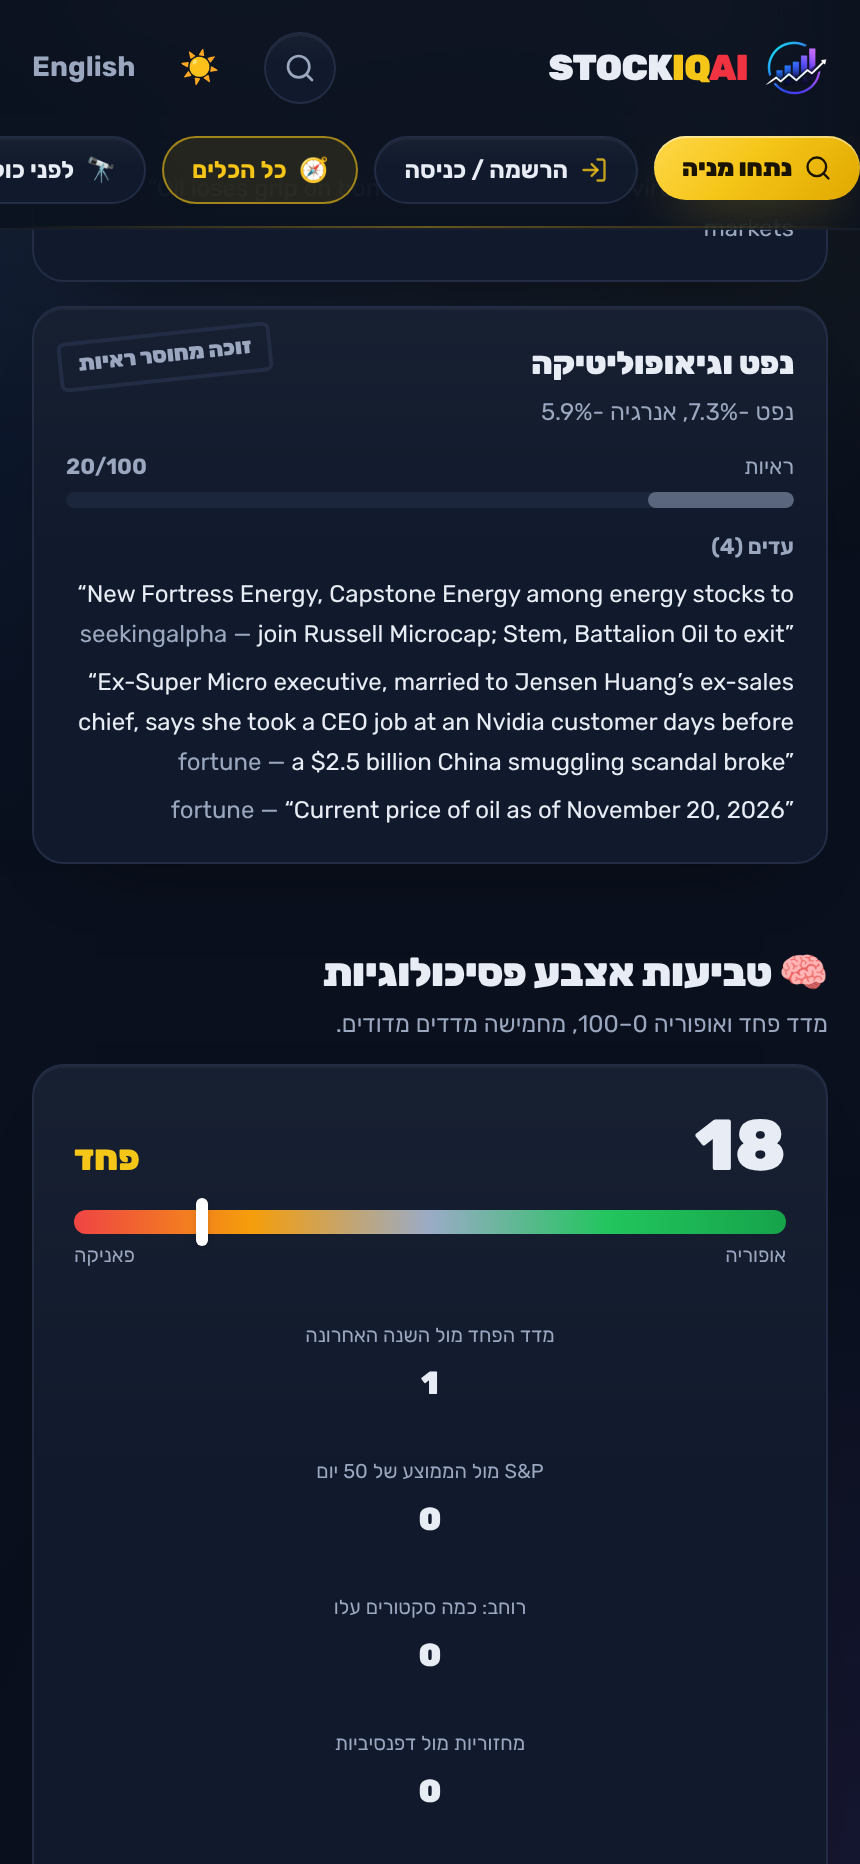 STOCKIQAI
English
נתחו מניה
הרשמה / כניסה
כל הכלים
לפני כול
markets
נפט וגיאופוליטיקה
זוכה מחוסר ראיות
נפט -7.3%, אנרגיה -5.9%
ראיות
20/100
עדים (4)
“New Fortress Energy, Capstone Energy among energy stocks to
join Russell Microcap; Stem, Battalion Oil to exit” — seekingalpha
“Ex-Super Micro executive, married to Jensen Huang’s ex-sales
chief, says she took a CEO job at an Nvidia customer days before
a $2.5 billion China smuggling scandal broke” — fortune
“Current price of oil as of November 20, 2026” — fortune
טביעות אצבע פסיכולוגיות
מדד פחד ואופוריה 0–100, מחמישה מדדים מדודים.
18
פחד
אופוריה
פאניקה
מדד הפחד מול השנה האחרונה
1
S&P מול הממוצע של 50 יום
0
רוחב: כמה סקטורים עלו
0
מחזוריות מול דפנסיביות
0